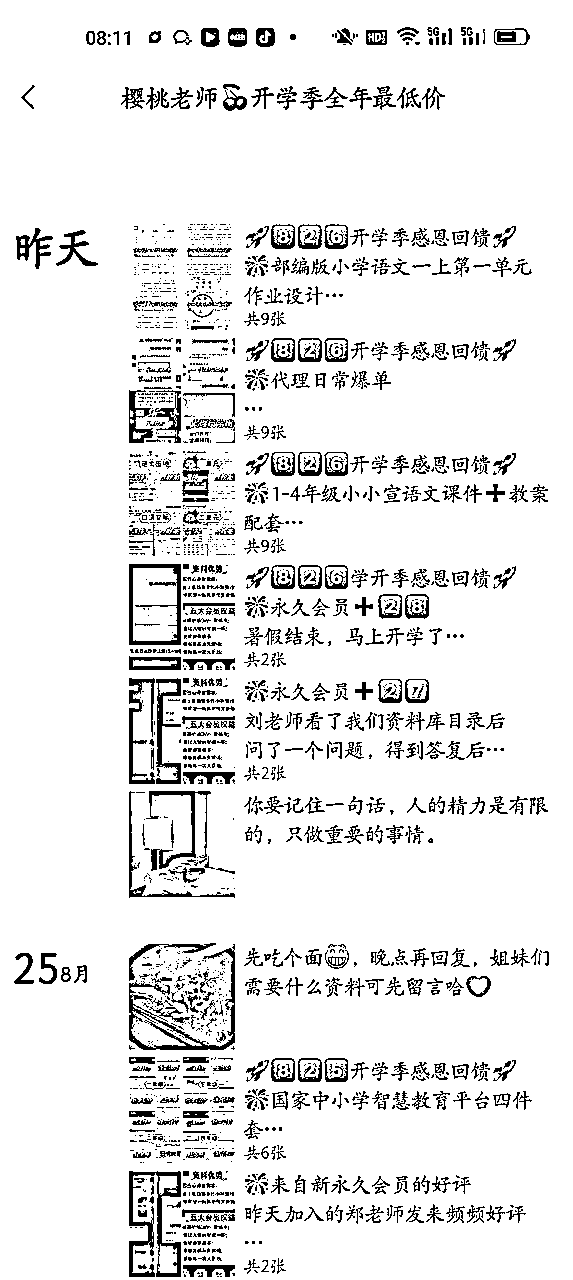 08:11
樱桃老师🍒开学季全年最低价
昨天
🚀8️⃣2️⃣6️⃣开学季感恩回馈🚀
🎆部编版小学语文一上第一单元
作业设计…
共9张
🚀8️⃣2️⃣6️⃣开学季感恩回馈🚀
🎆代理日常爆单
…
共9张
🚀8️⃣2️⃣6️⃣开学季感恩回馈🚀
🎆1-4年级小小宣语文课件➕教案
配套…
共9张
🚀8️⃣2️⃣6️⃣学开季感恩回馈🚀
🎆永久会员➕2️⃣8️⃣
暑假结束，马上开学了…
共2张
🎆永久会员➕2️⃣7️⃣
刘老师看了我们资料库目录后
问了一个问题，得到答复后…
共2张
你要记住一句话，人的精力是有限
的，只做重要的事情。
25 8月
先吃个面😁，晚点再回复，姐妹们
需要什么资料可先留言哈❤
🚀8️⃣2️⃣5️⃣开学季感恩回馈🚀
🎆国家中小学智慧教育平台四件
套…
共6张
🎆来自新永久会员的好评
昨天加入的郑老师发来频频好评
…
共2张